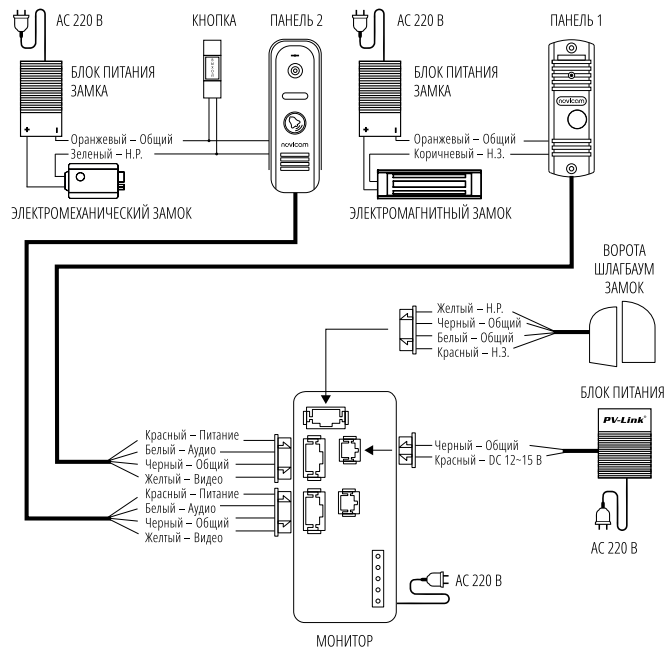 AC 220 В
КНОПКА
ПАНЕЛЬ 2
AC 220 В
ПАНЕЛЬ 1
БЛОК ПИТАНИЯ
ЗАМКА
БЛОК ПИТАНИЯ
ЗАМКА
novicom
Оранжевый – Общий
Зеленый – Н.Р.
novicom
Оранжевый – Общий
Коричневый – Н.З.
ЭЛЕКТРОМЕХАНИЧЕСКИЙ ЗАМОК
ЭЛЕКТРОМАГНИТНЫЙ ЗАМОК
ВОРОТА
ШЛАГБАУМ
ЗАМОК
Желтый – Н.Р.
Черный – Общий
Белый – Общий
Красный – Н.З.
БЛОК ПИТАНИЯ
PV-Link®
Красный – Питание
Белый – Аудио
Черный – Общий
Желтый – Видео
Черный – Общий
Красный – DC 12~15 В
Красный – Питание
Белый – Аудио
Черный – Общий
Желтый – Видео
AC 220 В
AC 220 В
МОНИТОР